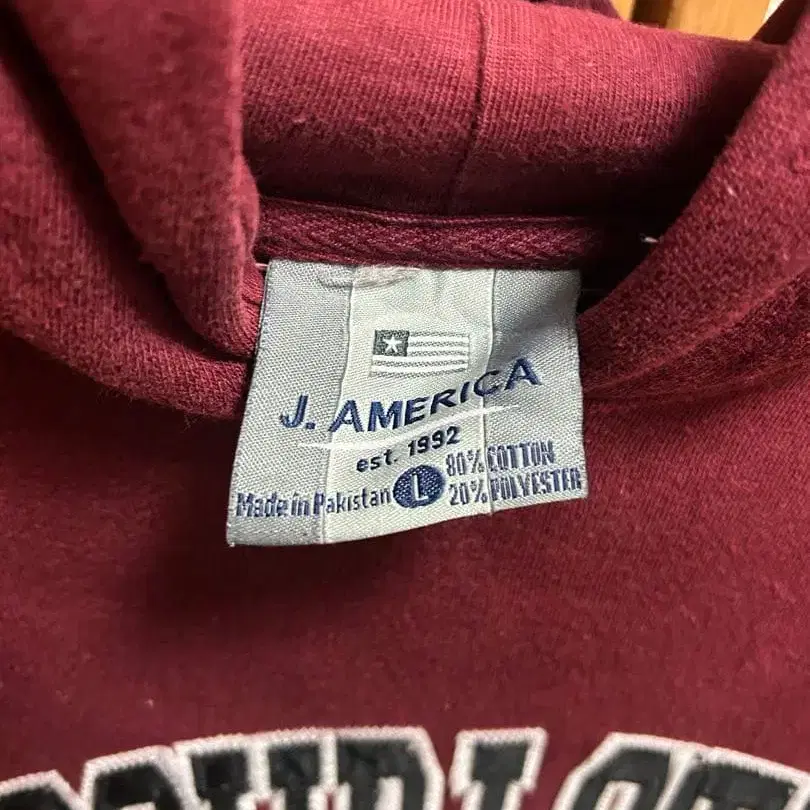 J. AMERICA
est. 1992
Made in Pakistan L 80% COTTON
20% POLYESTER